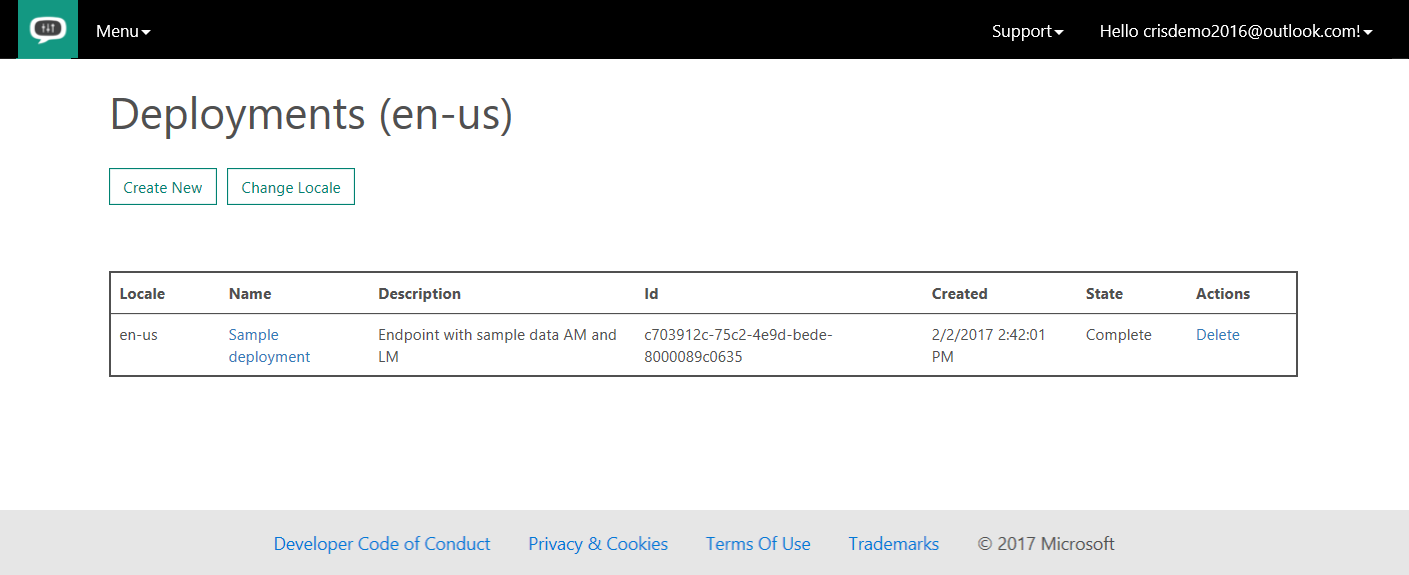 Menu Support Hello crisdemo2016@outlook.com!
Deployments (en-us)
Create New Change Locale
Locale Name Description Id Created State Actions
en-us Sample Endpoint with sample data AM and c703912c-75c2-4e9d-bede- 2/2/2017 2:42:01 Complete Delete
deployment LM 8000089c0635 PM
Developer Code of Conduct Privacy & Cookies Terms Of Use Trademarks © 2017 Microsoft